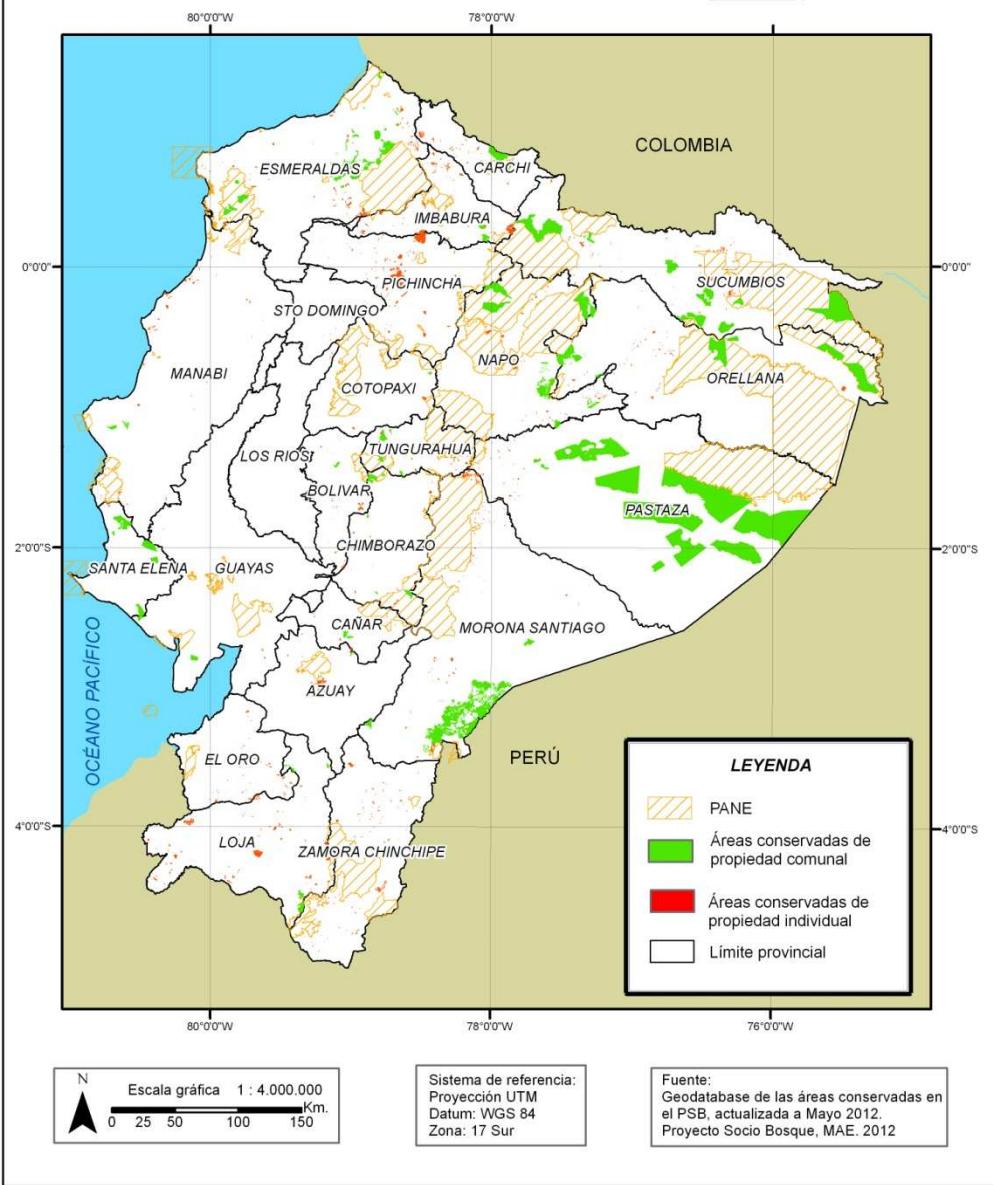 80°0'0"W
78°0'0"W
COLOMBIA
ESMERALDAS
CARCHI
IMBABURA
0°0'0"
0°0'0"
SUCUMBIOS
PICHINCHA
STO DOMINGO
NAPO
MANABI
COTOPAXI
ORELLANA
TUNGURAHUA
LOS RIOS
BOLIVAR
PASTAZA
CHIMBORAZO
2°0'0"S
2°0'0"S
SANTA ELENA
GUAYAS
CAÑAR
MORONA SANTIAGO
AZUAY
OCÉANO PACÍFICO
PERÚ
EL ORO
4°0'0"S
4°0'0"S
LOJA
ZAMORA CHINCHIPE
LEYENDA
PANE
Áreas conservadas de
propiedad comunal
Áreas conservadas de
propiedad individual
Límite provincial
80°0'0"W
78°0'0"W
76°0'0"W
N
Escala gráfica 1 : 4.000.000
Km.
0 25 50 100 150
Sistema de referencia:
Proyección UTM
Datum: WGS 84
Zona: 17 Sur
Fuente:
Geodatabase de las áreas conservadas en
el PSB, actualizada a Mayo 2012.
Proyecto Socio Bosque, MAE. 2012